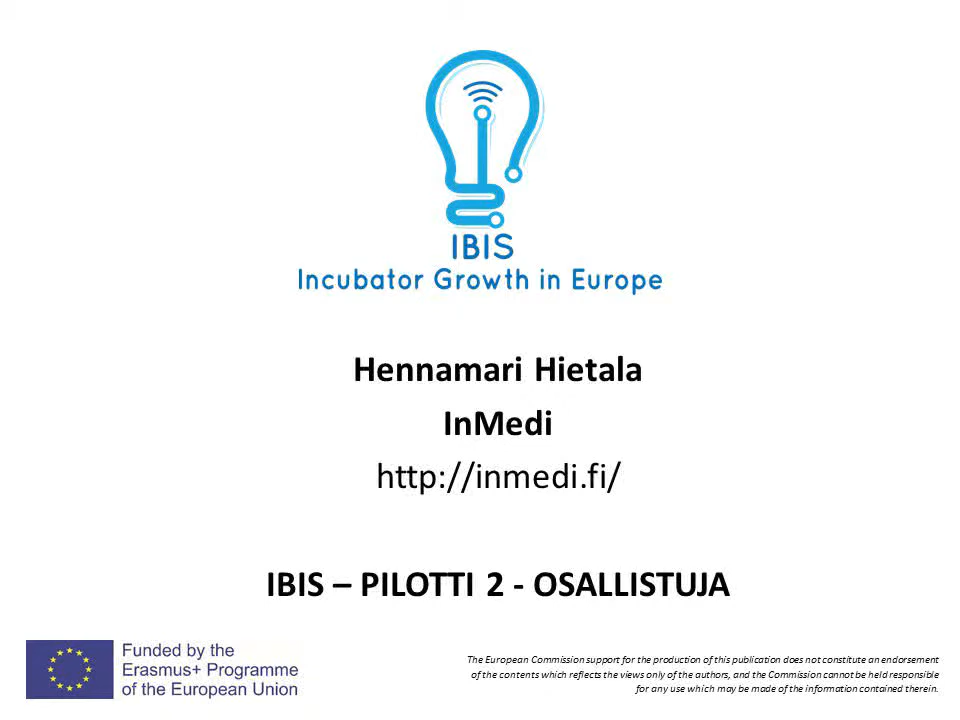 IBIS
Incubator Growth in Europe
Hennamari Hietala
InMedi
http://inmedi.fi/
IBIS – PILOTTI 2 - OSALLISTUJA
Funded by the
Erasmus+ Programme
of the European Union
The European Commission support for the production of this publication does not constitute an endorsement
of the contents which reflects the views only of the authors, and the Commission cannot be held responsible
for any use which may be made of the information contained therein.